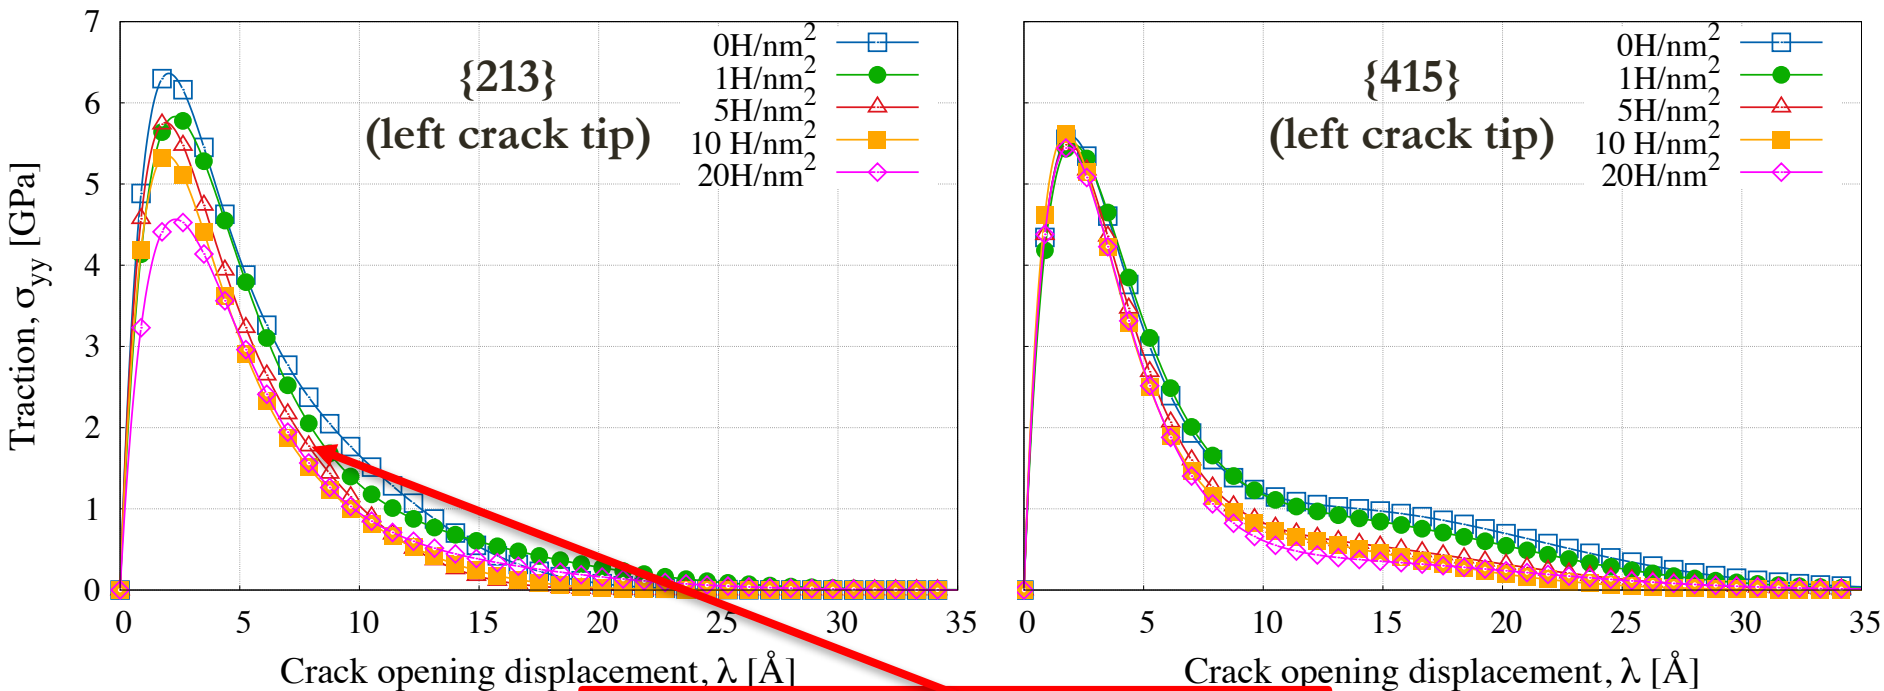 7
6
5
4
3
2
1
0
Traction, σyy [GPa]
{213}
(left crack tip)
0H/nm²
1H/nm²
5H/nm²
10 H/nm²
20H/nm²
0 5 10 15 20 25 30 35
Crack opening displacement, λ [Å]
{415}
(left crack tip)
0H/nm²
1H/nm²
5H/nm²
10 H/nm²
20H/nm²
0 5 10 15 20 25 30 35
Crack opening displacement, λ [Å]